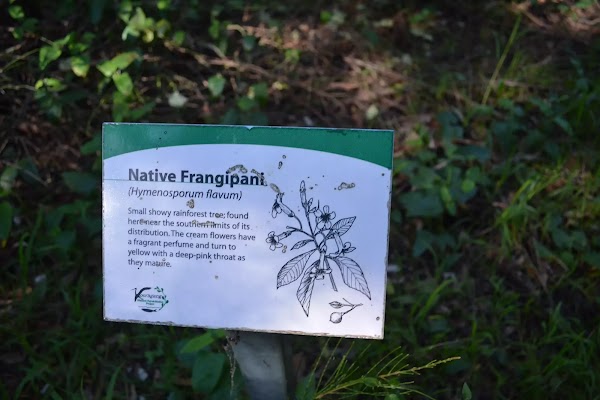 Native Frangipani
(Hymenosporum flavum)
Small showy rainforest tree, found
here near the southern limits of its
distribution. The cream flowers have
a fragrant perfume and turn to
yellow with a deep-pink throat as
they mature.